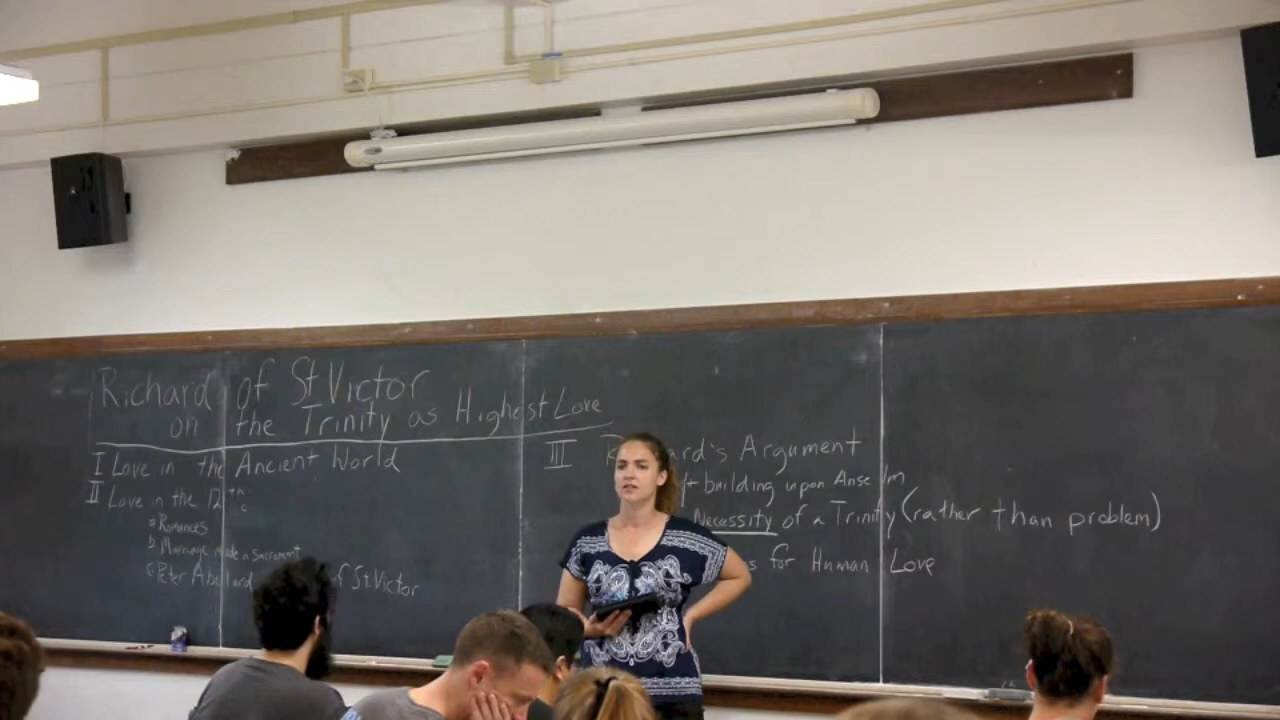 Richard of St Victor
on the Trinity as Highest Love
I Love in the Ancient World
II Love in the 12th c
a Romances
b. Marriage made a Sacrament
c Peter Abelard of St. Victor
III Richard's Argument
building upon Anselm
Necessity of a Trinity (rather than problem)
for Human Love